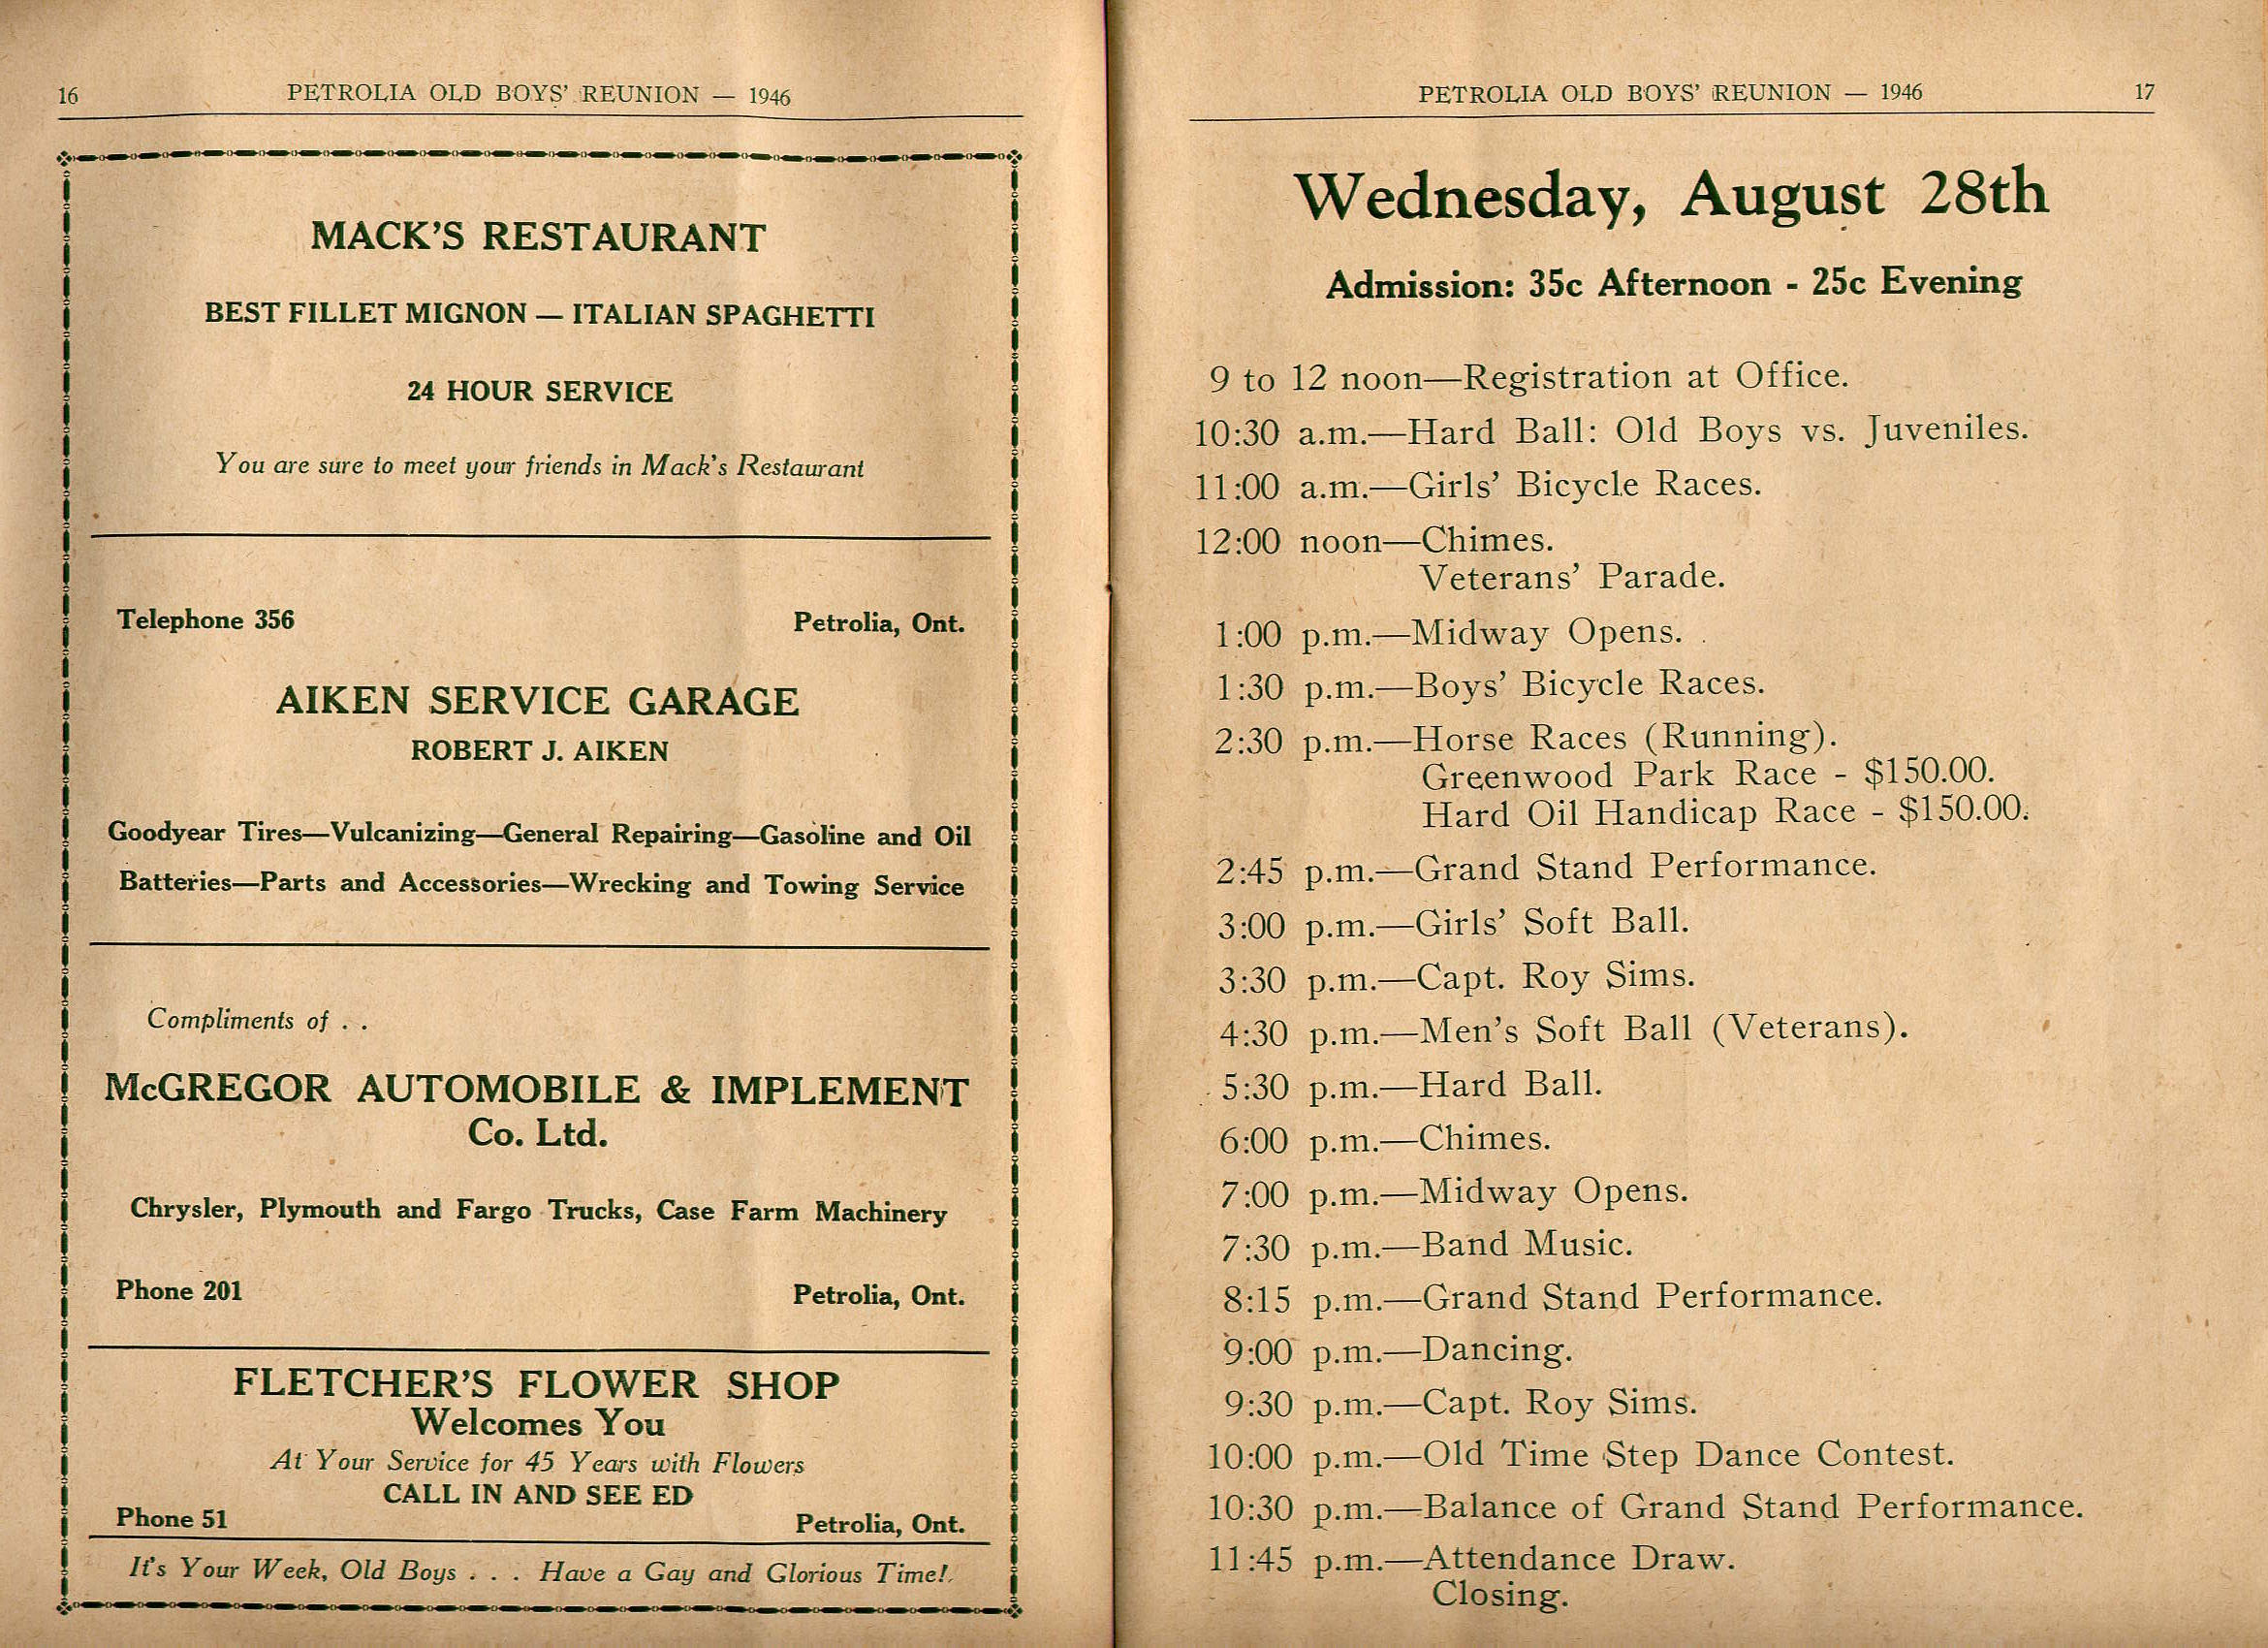 16
PETROLIA OLD BOYS' REUNION — 1946
MACK'S RESTAURANT
BEST FILLET MIGNON — ITALIAN SPAGHETTI
24 HOUR SERVICE
You are sure to meet your friends in Mack's Restaurant
Telephone 356
Petrolia, Ont.
AIKEN SERVICE GARAGE
ROBERT J. AIKEN
Goodyear Tires—Vulcanizing—General Repairing—Gasoline and Oil
Batteries—Parts and Accessories—Wrecking and Towing Service
Compliments of . .
McGREGOR AUTOMOBILE & IMPLEMENT
Co. Ltd.
Chrysler, Plymouth and Fargo Trucks, Case Farm Machinery
Phone 201
Petrolia, Ont.
FLETCHER'S FLOWER SHOP
Welcomes You
At Your Service for 45 Years with Flowers
CALL IN AND SEE ED
Phone 51
Petrolia, Ont.
It's Your Week, Old Boys . . . Have a Gay and Glorious Time!
PETROLIA OLD BOYS' REUNION — 1946
17
Wednesday, August 28th
Admission: 35c Afternoon - 25c Evening
9 to 12 noon—Registration at Office.
10:30 a.m.—Hard Ball: Old Boys vs. Juveniles.
11:00 a.m.—Girls' Bicycle Races.
12:00 noon—Chimes.
Veterans' Parade.
1:00 p.m.—Midway Opens.
1:30 p.m.—Boys' Bicycle Races.
2:30 p.m.—Horse Races (Running).
Greenwood Park Race - $150.00.
Hard Oil Handicap Race - $150.00.
2:45 p.m.—Grand Stand Performance.
3:00 p.m.—Girls' Soft Ball.
3:30 p.m.—Capt. Roy Sims.
4:30 p.m.—Men's Soft Ball (Veterans).
5:30 p.m.—Hard Ball.
6:00 p.m.—Chimes.
7:00 p.m.—Midway Opens.
7:30 p.m.—Band Music.
8:15 p.m.—Grand Stand Performance.
9:00 p.m.—Dancing.
9:30 p.m.—Capt. Roy Sims.
10:00 p.m.—Old Time Step Dance Contest.
10:30 p.m.—Balance of Grand Stand Performance.
11:45 p.m.—Attendance Draw.
Closing.